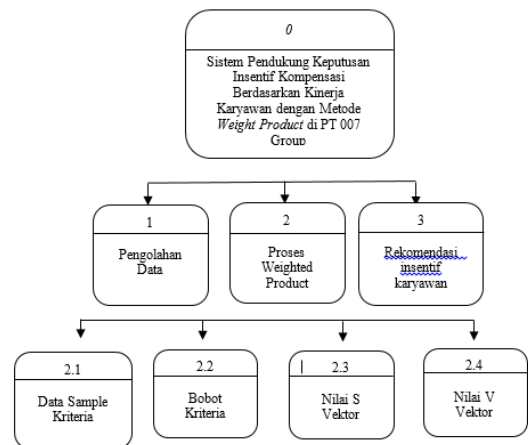 0
Sistem Pendukung Keputusan
Insentif Kompensasi
Berdasarkan Kinerja
Karyawan dengan Metode
Weight Product di PT 007
Group
1
Pengolahan
Data
2
Proses
Weighted
Product
3
Rekomendasi
insentif
karyawan
2.1
Data Sample
Kriteria
2.2
Bobot
Kriteria
2.3
Nilai S
Vektor
2.4
Nilai V
Vektor